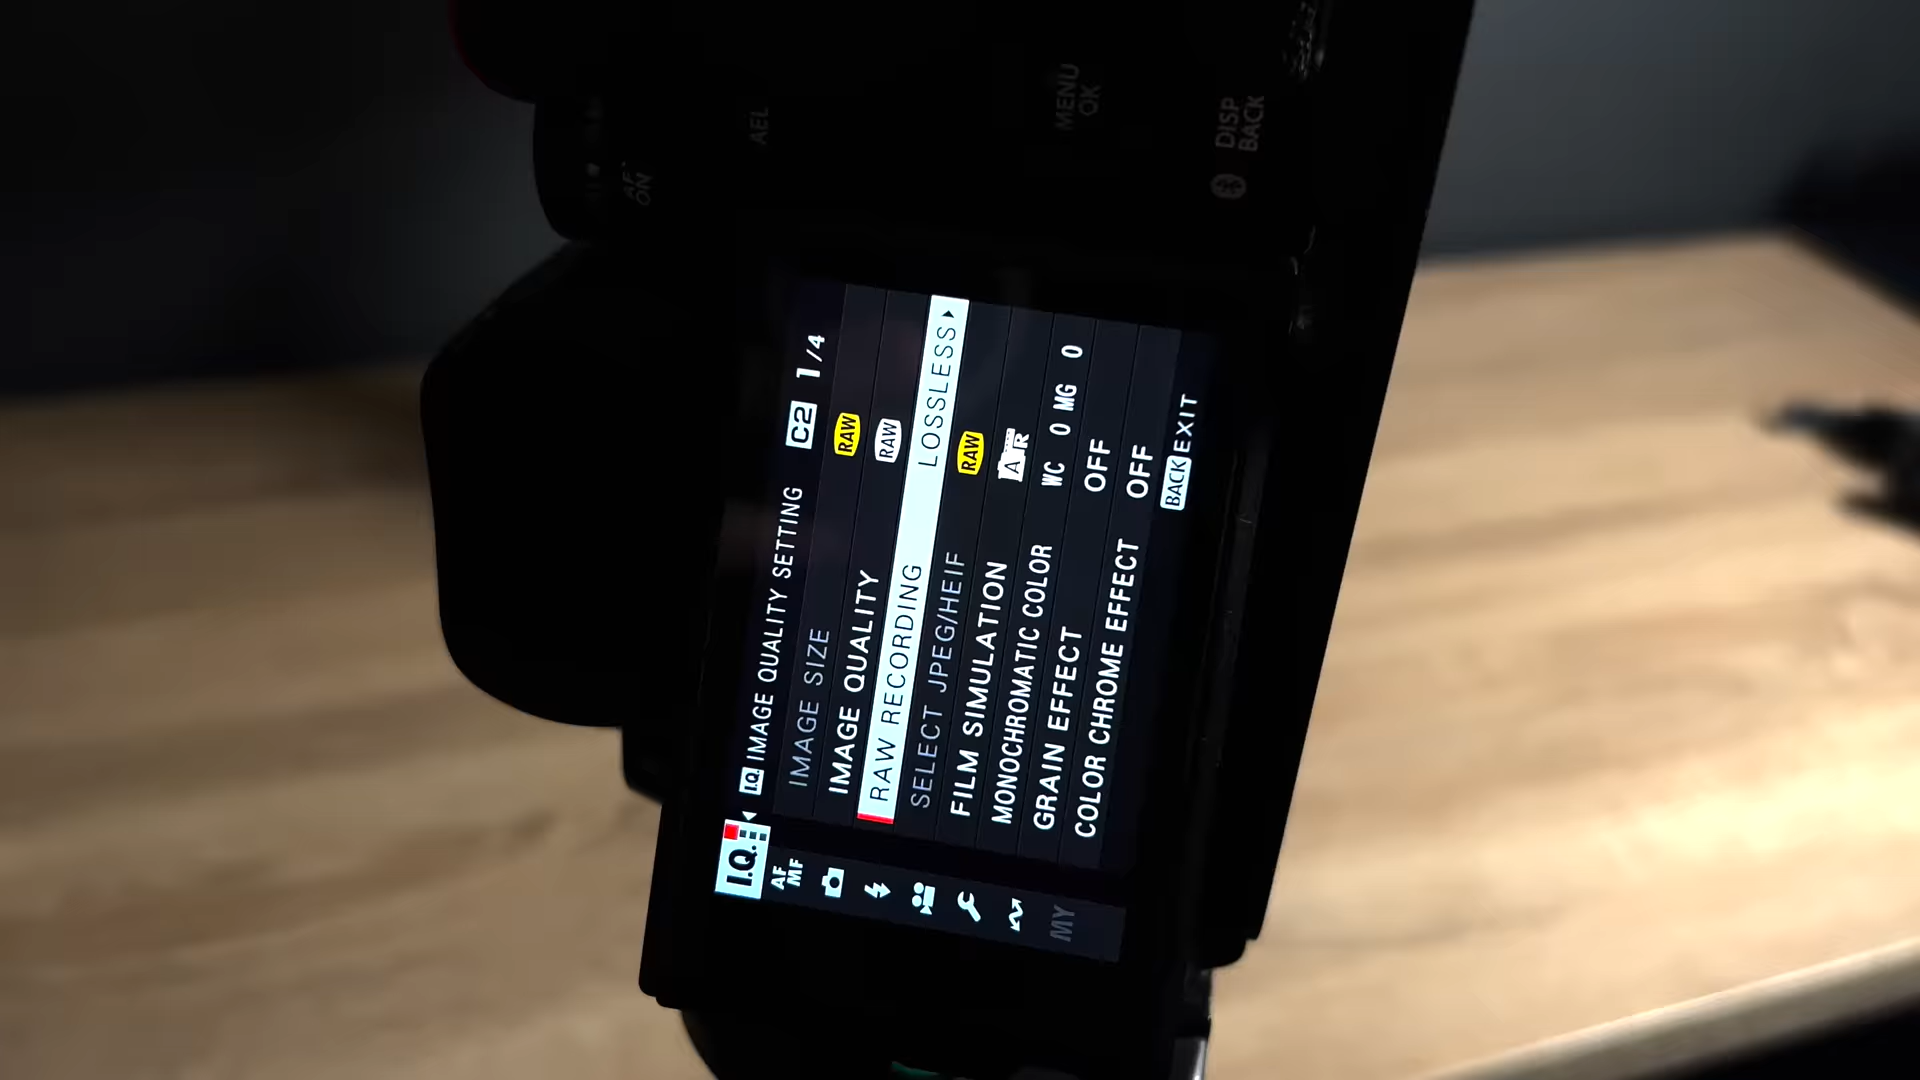 I.Q. IMAGE QUALITY SETTING C2 1/4
IMAGE SIZE RAW
IMAGE QUALITY RAW
RAW RECORDING LOSSLESS
SELECT JPEG/HEIF RAW
FILM SIMULATION A R
MONOCHROMATIC COLOR WC 0 MG 0
GRAIN EFFECT OFF
COLOR CHROME EFFECT OFF
BACK EXIT
I.Q.
AF
MF
MY
AF
ON
AEL
MENU
OK
DISP
BACK